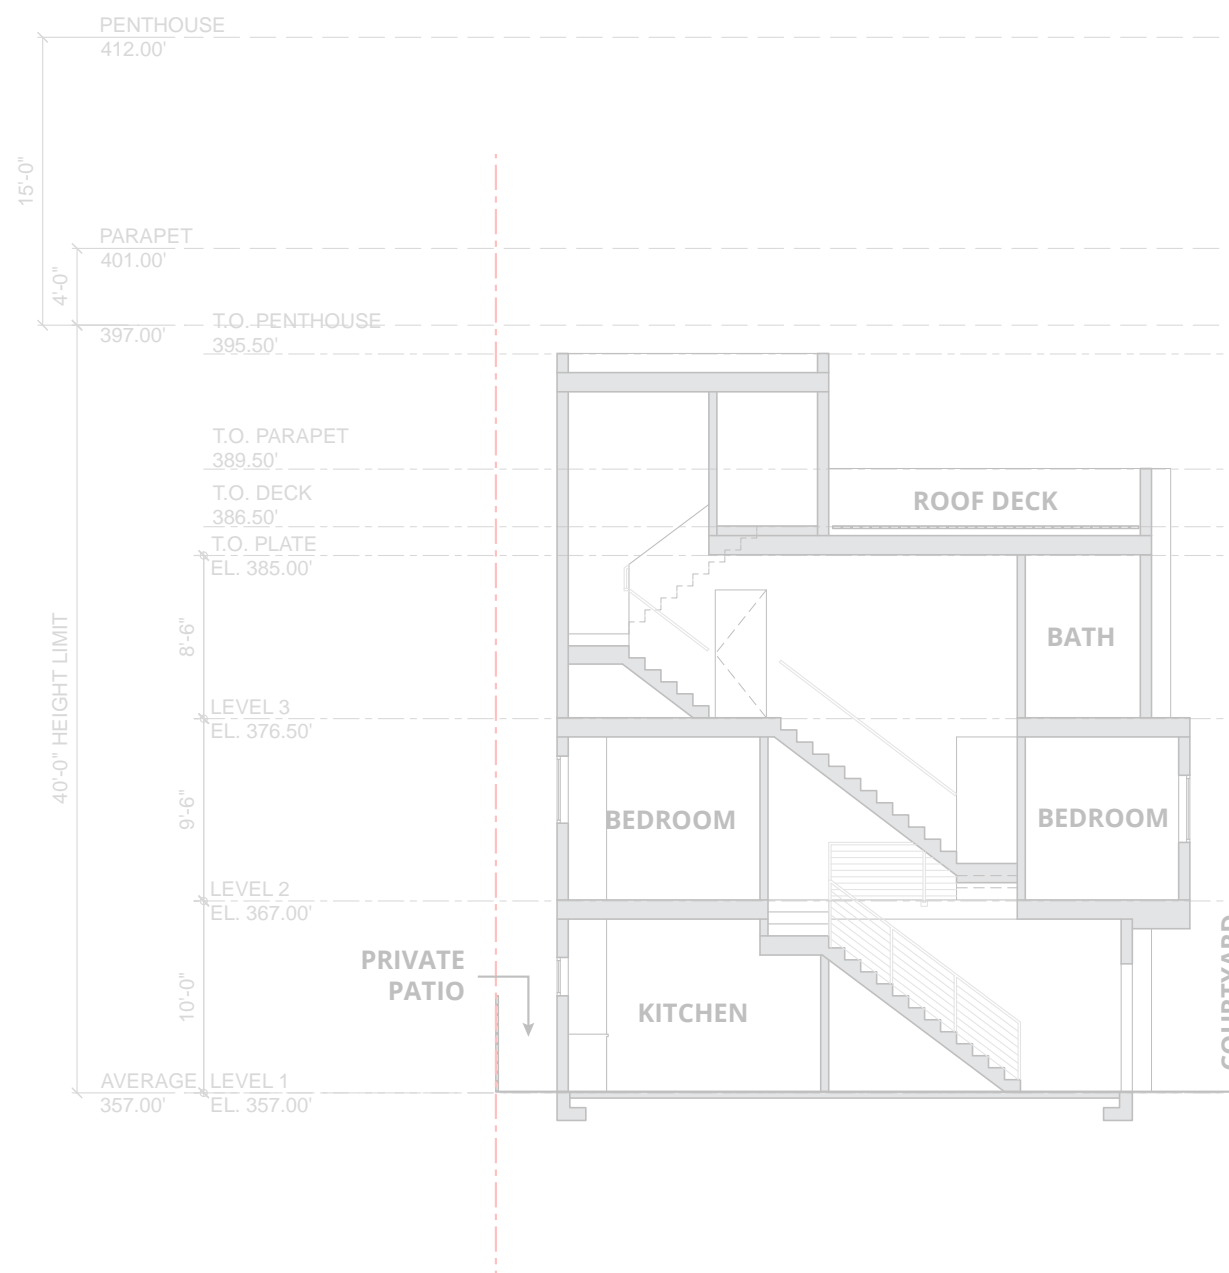 PENTHOUSE
412.00'
15'-0"
PARAPET
401.00'
4'-0"
397.00'
T.O. PENTHOUSE
395.50'
T.O. PARAPET
389.50'
T.O. DECK
386.50'
T.O. PLATE
EL. 385.00'
ROOF DECK
40'-0" HEIGHT LIMIT
8'-6"
BATH
LEVEL 3
EL. 376.50'
9'-6"
BEDROOM
BEDROOM
LEVEL 2
EL. 367.00'
10'-0"
PRIVATE
PATIO
KITCHEN
COURTYARD
AVERAGE
357.00'
LEVEL 1
EL. 357.00'